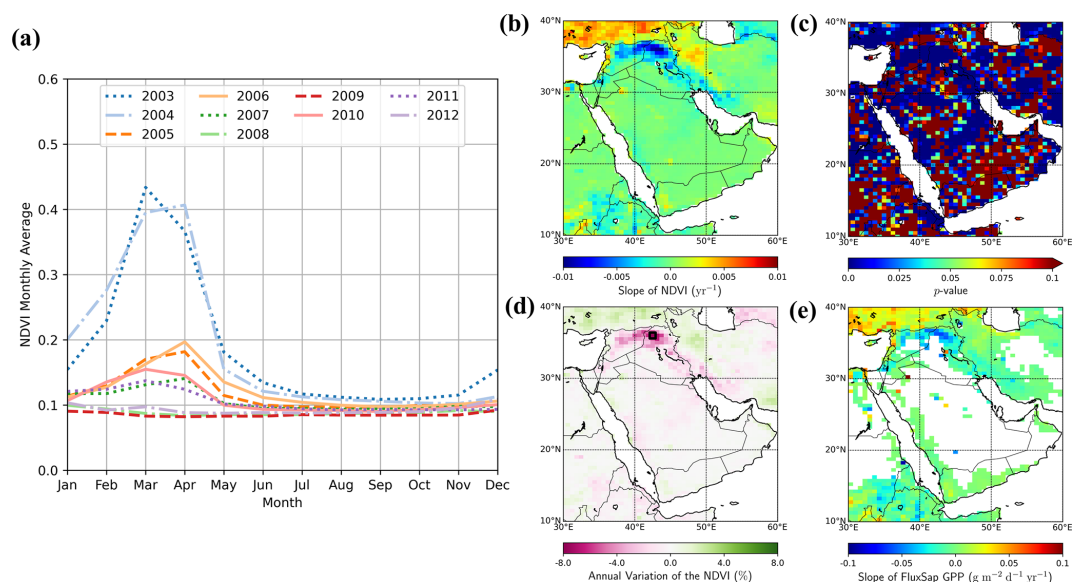 (a)
0.6
0.5
0.4
0.3
0.2
0.1
0.0
NDVI Monthly Average
2003
2004
2005
2006
2007
2008
2009
2010
2011
2012
Jan Feb Mar Apr May Jun Jul Aug Sep Oct Nov Dec
Month
(b)
40°N
30°N
20°N
10°N
30°E 40°E 50°E 60°E
-0.01 -0.005 0.0 0.005 0.01
Slope of NDVI (yr⁻¹)
(c)
40°N
30°N
20°N
10°N
30°E 40°E 50°E 60°E
0.0 0.025 0.05 0.075 0.1
p-value
(d)
40°N
30°N
20°N
10°N
30°E 40°E 50°E 60°E
-8.0 -4.0 0.0 4.0 8.0
Annual Variation of the NDVI (%)
(e)
40°N
30°N
20°N
10°N
30°E 40°E 50°E 60°E
-0.1 -0.05 0.0 0.05 0.1
Slope of FluxSap GPP (g m⁻² d⁻¹ yr⁻¹)